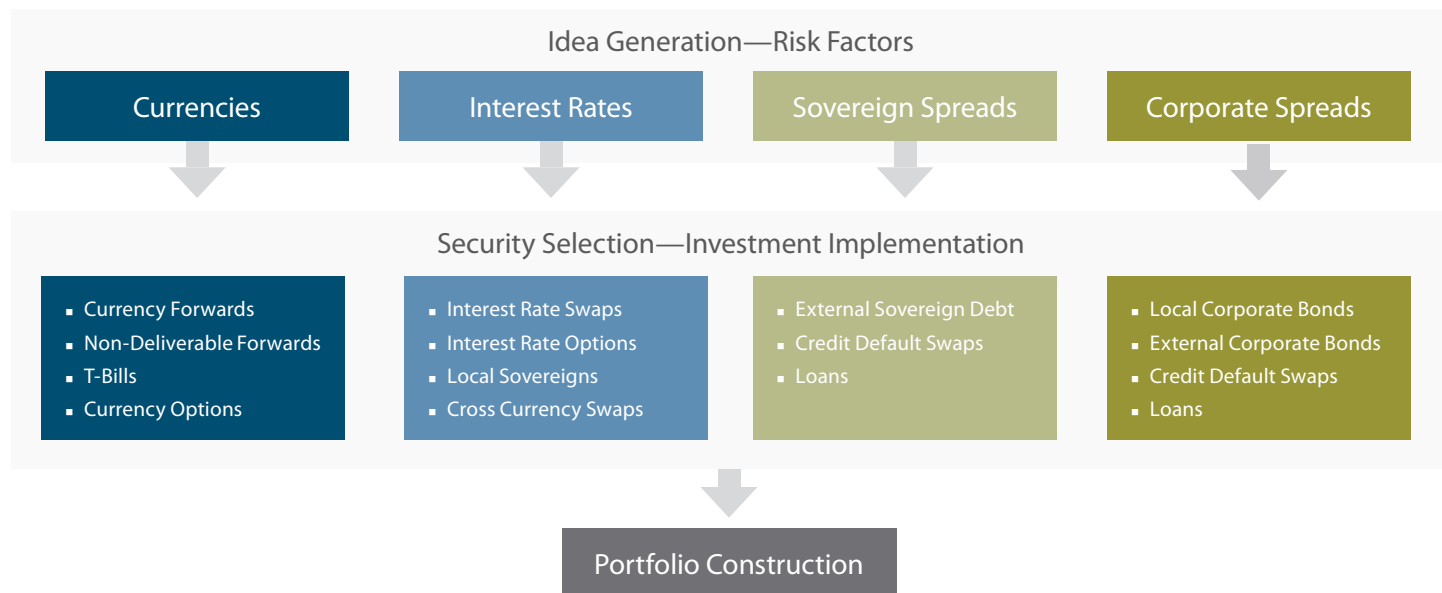 Idea Generation—Risk Factors
Currencies
Interest Rates
Sovereign Spreads
Corporate Spreads
Security Selection—Investment Implementation
▪ Currency Forwards
▪ Non-Deliverable Forwards
▪ T-Bills
▪ Currency Options
▪ Interest Rate Swaps
▪ Interest Rate Options
▪ Local Sovereigns
▪ Cross Currency Swaps
▪ External Sovereign Debt
▪ Credit Default Swaps
▪ Loans
▪ Local Corporate Bonds
▪ External Corporate Bonds
▪ Credit Default Swaps
▪ Loans
Portfolio Construction